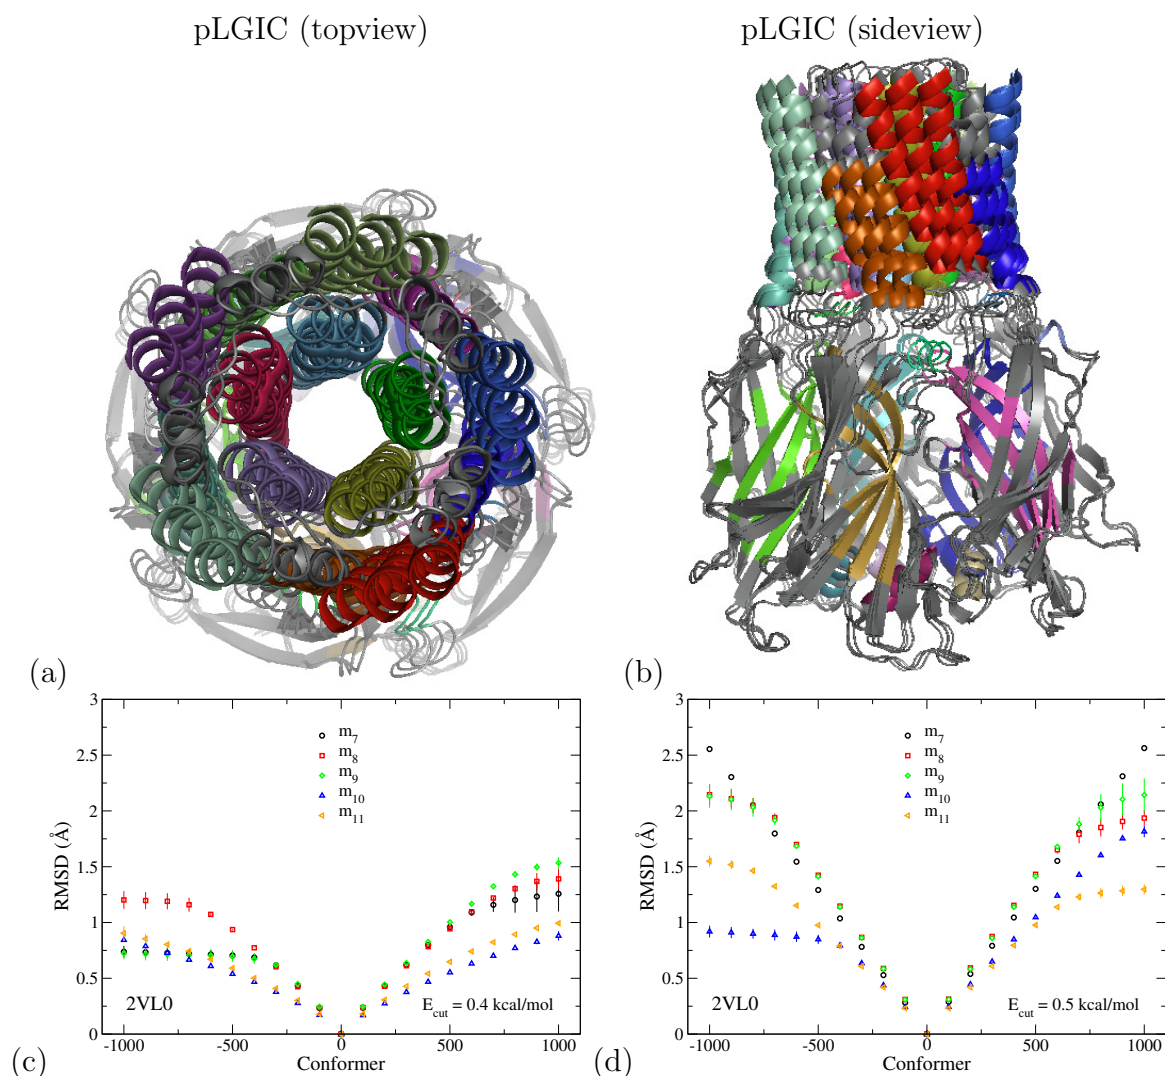 pLGIC (topview)
pLGIC (sideview)
(a)
(b)
3
2.5
2
1.5
1
0.5
0
RMSD (Å)
m7
m8
m9
m10
m11
2VL0
Ecut = 0.4 kcal/mol
-1000
-500
0
500
1000
Conformer
(c)
3
2.5
2
1.5
1
0.5
0
RMSD (Å)
m7
m8
m9
m10
m11
2VL0
Ecut = 0.5 kcal/mol
-1000
-500
0
500
1000
Conformer
(d)